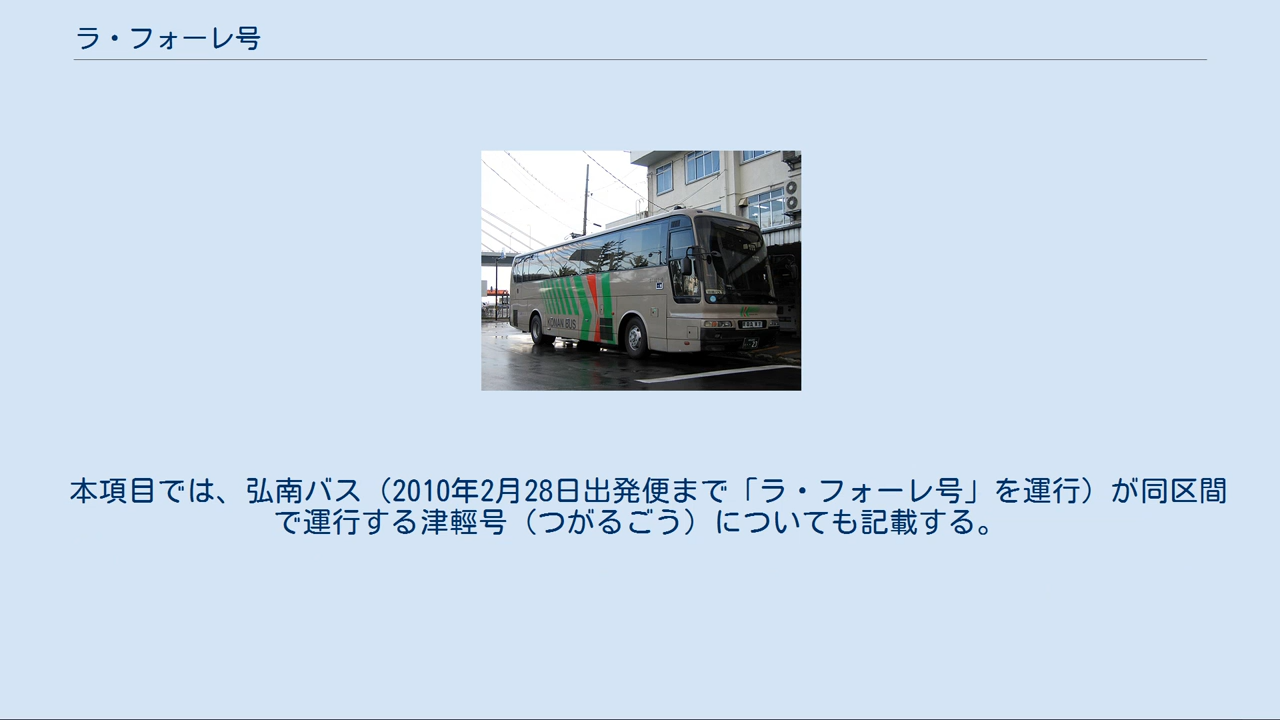 ラ・フォーレ号
KONAN BUS
本項目では、弘南バス（2010年2月28日出発便まで「ラ・フォーレ号」を運行）が同区間
で運行する津輕号（つがるごう）についても記載する。